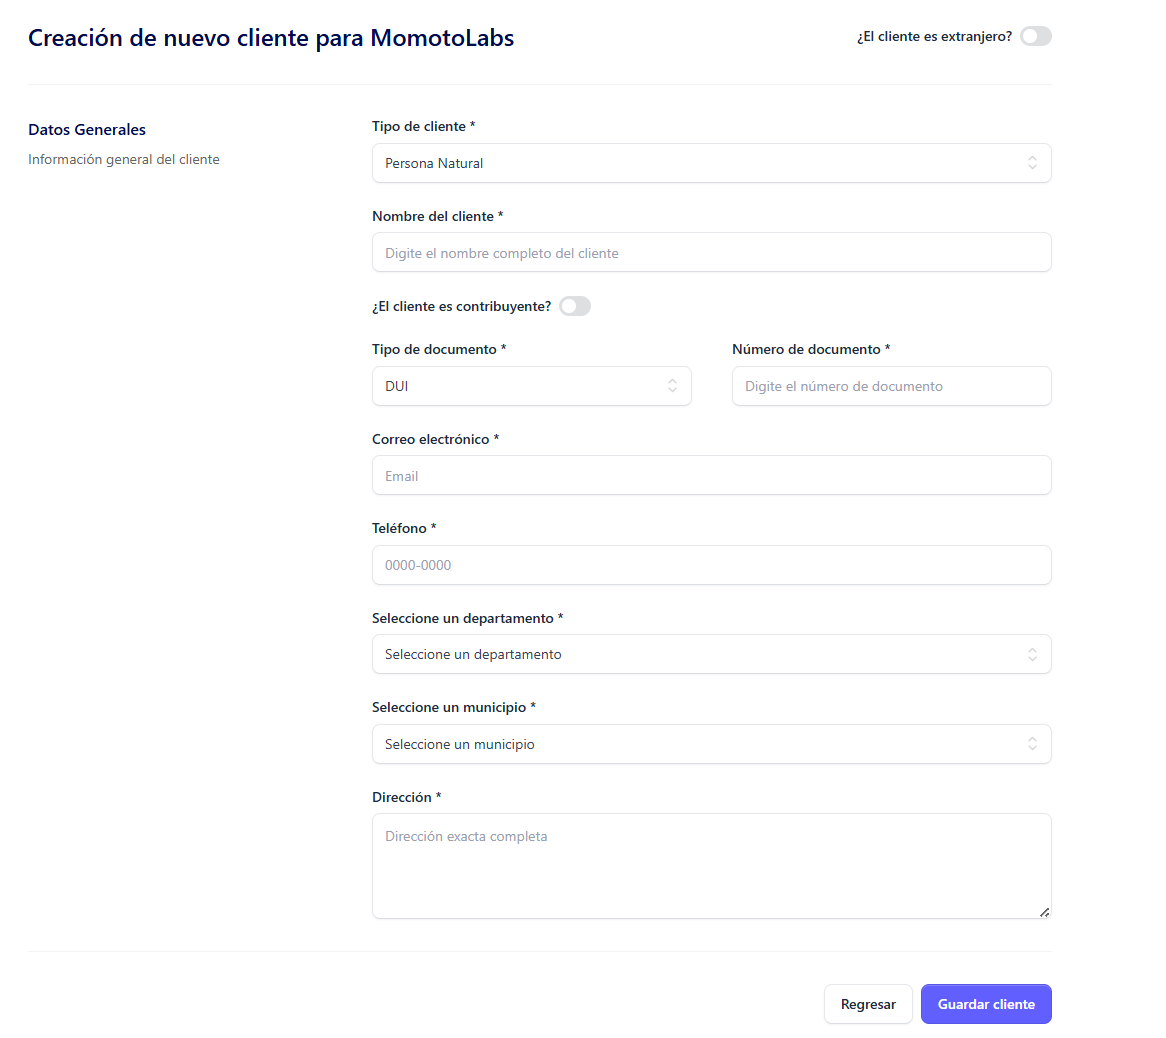 Creación de nuevo cliente para MomotoLabs
¿El cliente es extranjero?
Datos Generales
Información general del cliente
Tipo de cliente *
Persona Natural
Nombre del cliente *
Digite el nombre completo del cliente
¿El cliente es contribuyente?
Tipo de documento *
DUI
Número de documento *
Digite el número de documento
Correo electrónico *
Email
Teléfono *
0000-0000
Seleccione un departamento *
Seleccione un departamento
Seleccione un municipio *
Seleccione un municipio
Dirección *
Dirección exacta completa
Regresar
Guardar cliente